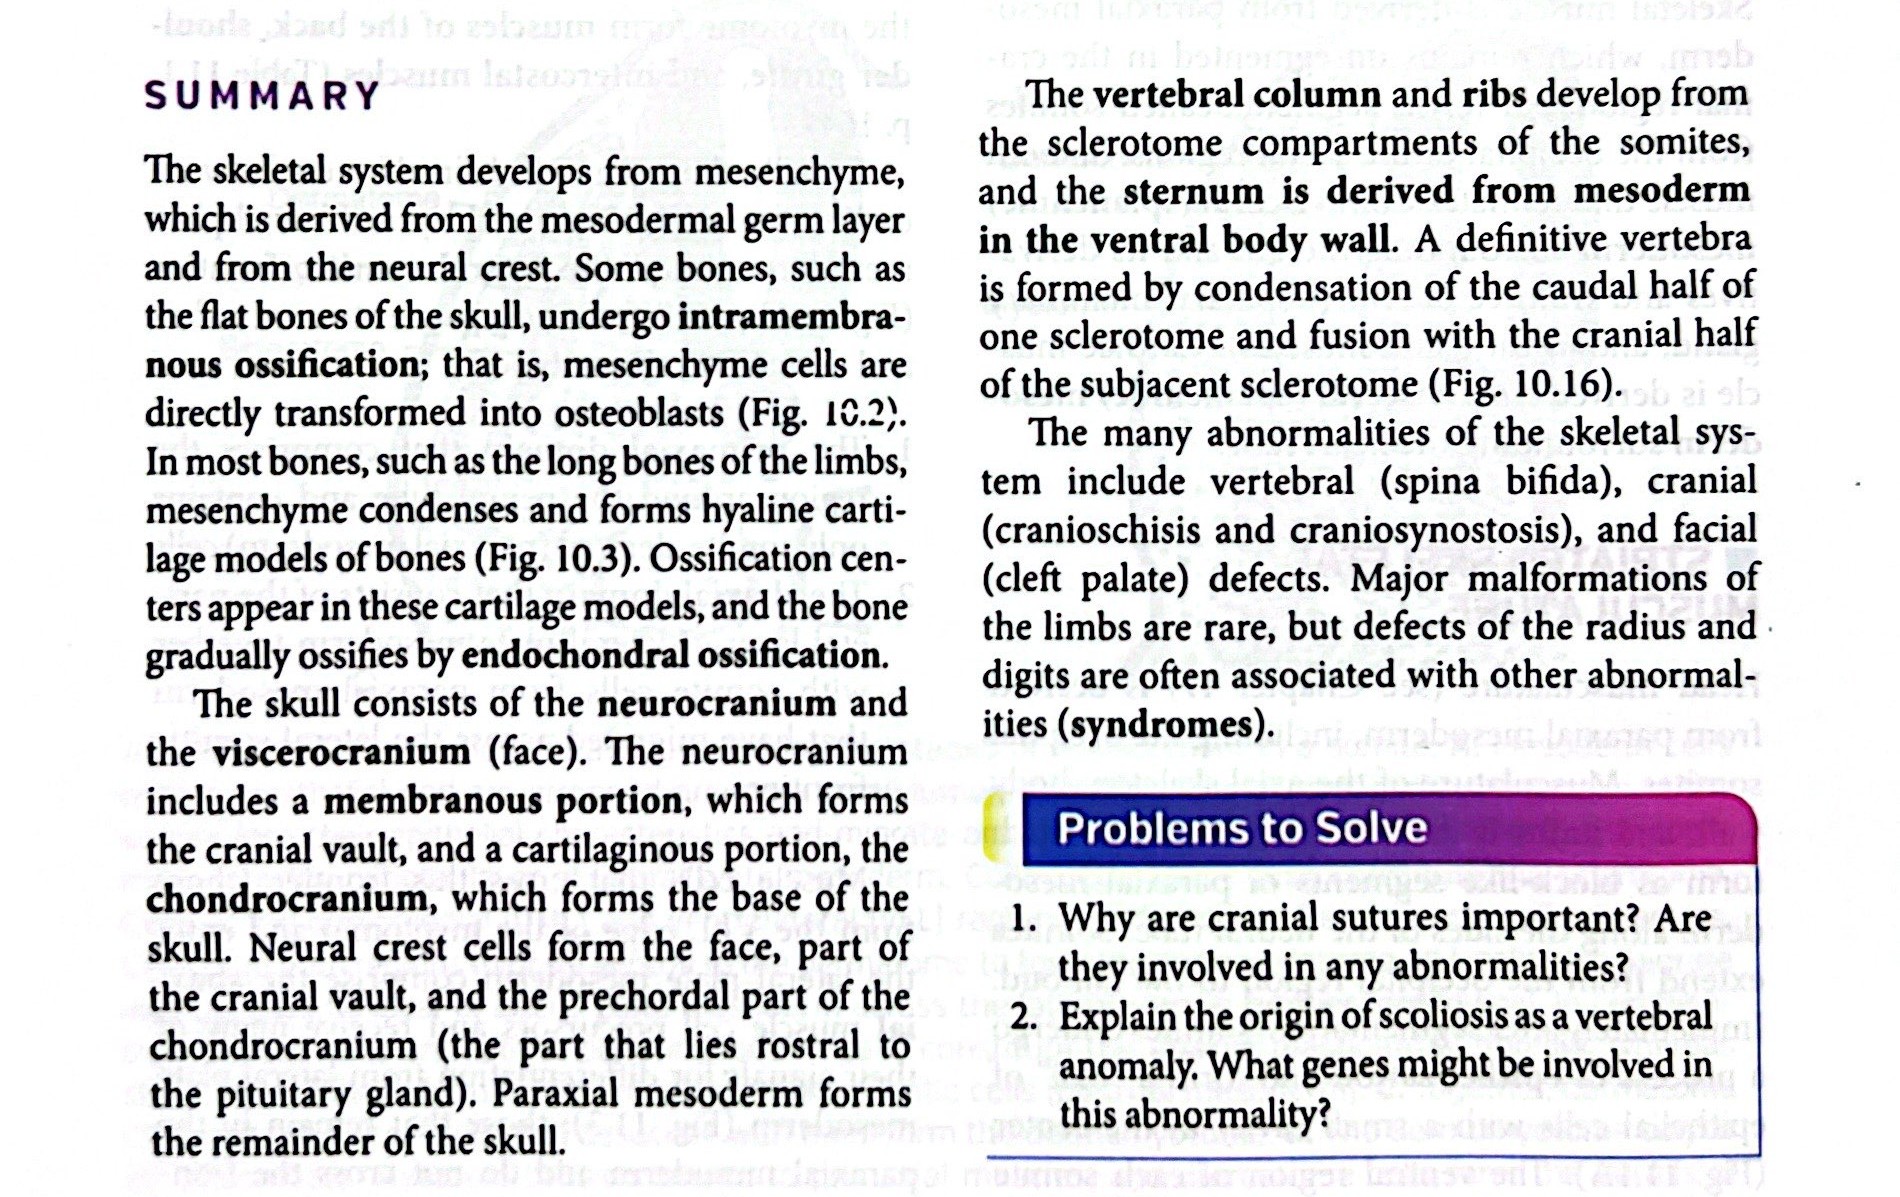 SUMMARY
The skeletal system develops from mesenchyme,
which is derived from the mesodermal germ layer
and from the neural crest. Some bones, such as
the flat bones of the skull, undergo intramembra-
nous ossification; that is, mesenchyme cells are
directly transformed into osteoblasts (Fig. 10.2).
In most bones, such as the long bones of the limbs,
mesenchyme condenses and forms hyaline carti-
lage models of bones (Fig. 10.3). Ossification cen-
ters appear in these cartilage models, and the bone
gradually ossifies by endochondral ossification.
The skull consists of the neurocranium and
the viscerocranium (face). The neurocranium
includes a membranous portion, which forms
the cranial vault, and a cartilaginous portion, the
chondrocranium, which forms the base of the
skull. Neural crest cells form the face, part of
the cranial vault, and the prechordal part of the
chondrocranium (the part that lies rostral to
the pituitary gland). Paraxial mesoderm forms
the remainder of the skull.
The vertebral column and ribs develop from
the sclerotome compartments of the somites,
and the sternum is derived from mesoderm
in the ventral body wall. A definitive vertebra
is formed by condensation of the caudal half of
one sclerotome and fusion with the cranial half
of the subjacent sclerotome (Fig. 10.16).
The many abnormalities of the skeletal sys-
tem include vertebral (spina bifida), cranial
(cranioschisis and craniosynostosis), and facial
(cleft palate) defects. Major malformations of
the limbs are rare, but defects of the radius and
digits are often associated with other abnormal-
ities (syndromes).
Problems to Solve
1. Why are cranial sutures important? Are
they involved in any abnormalities?
2. Explain the origin of scoliosis as a vertebral
anomaly. What genes might be involved in
this abnormality?